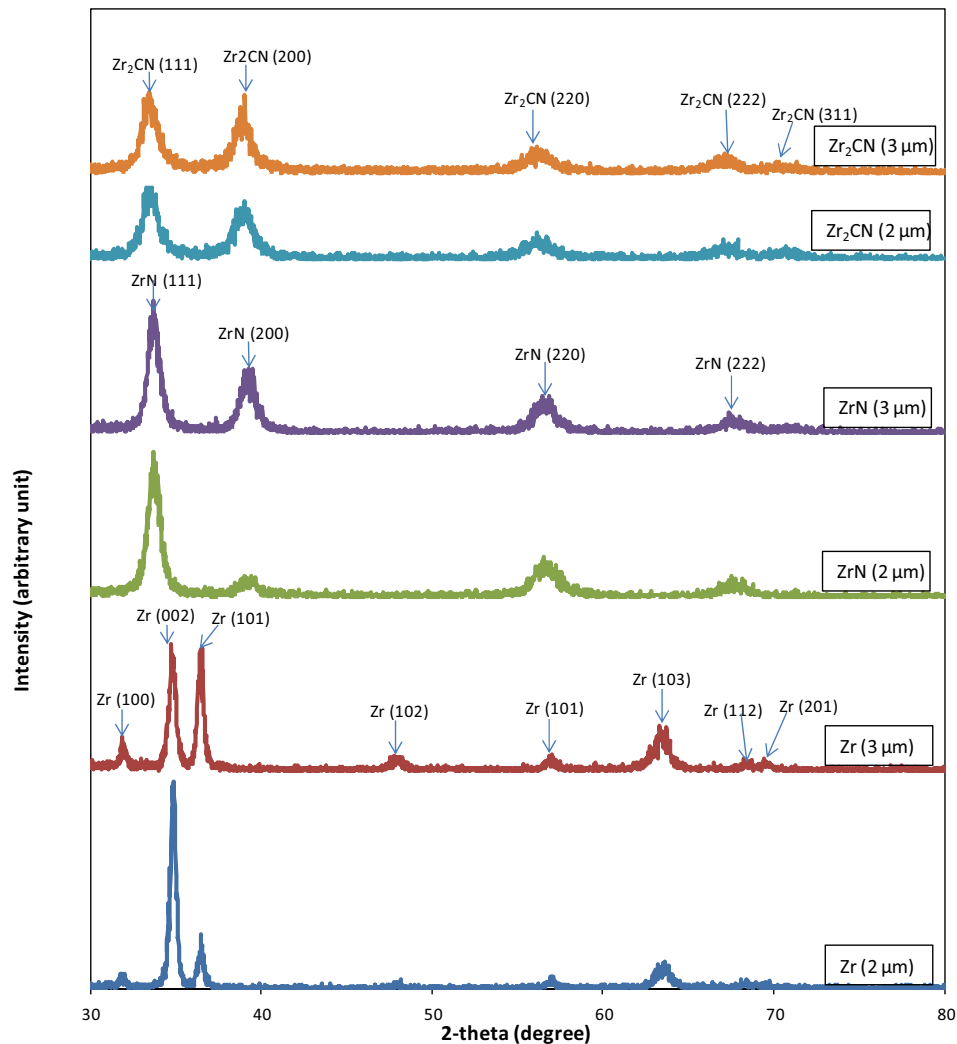 Zr2CN (200)
Zr₂CN (111)
Zr₂CN (220)
Zr₂CN (222)
Zr₂CN (311)
Zr₂CN (3 µm)
Zr₂CN (2 µm)
ZrN (111)
ZrN (200)
ZrN (220)
ZrN (222)
ZrN (3 µm)
ZrN (2 µm)
Zr (002)
Zr (101)
Zr (100)
Zr (102)
Zr (101)
Zr (103)
Zr (112)
Zr (201)
Zr (3 µm)
Zr (2 µm)
Intensity (arbitrary unit)
30 40 50 60 70 80
2-theta (degree)